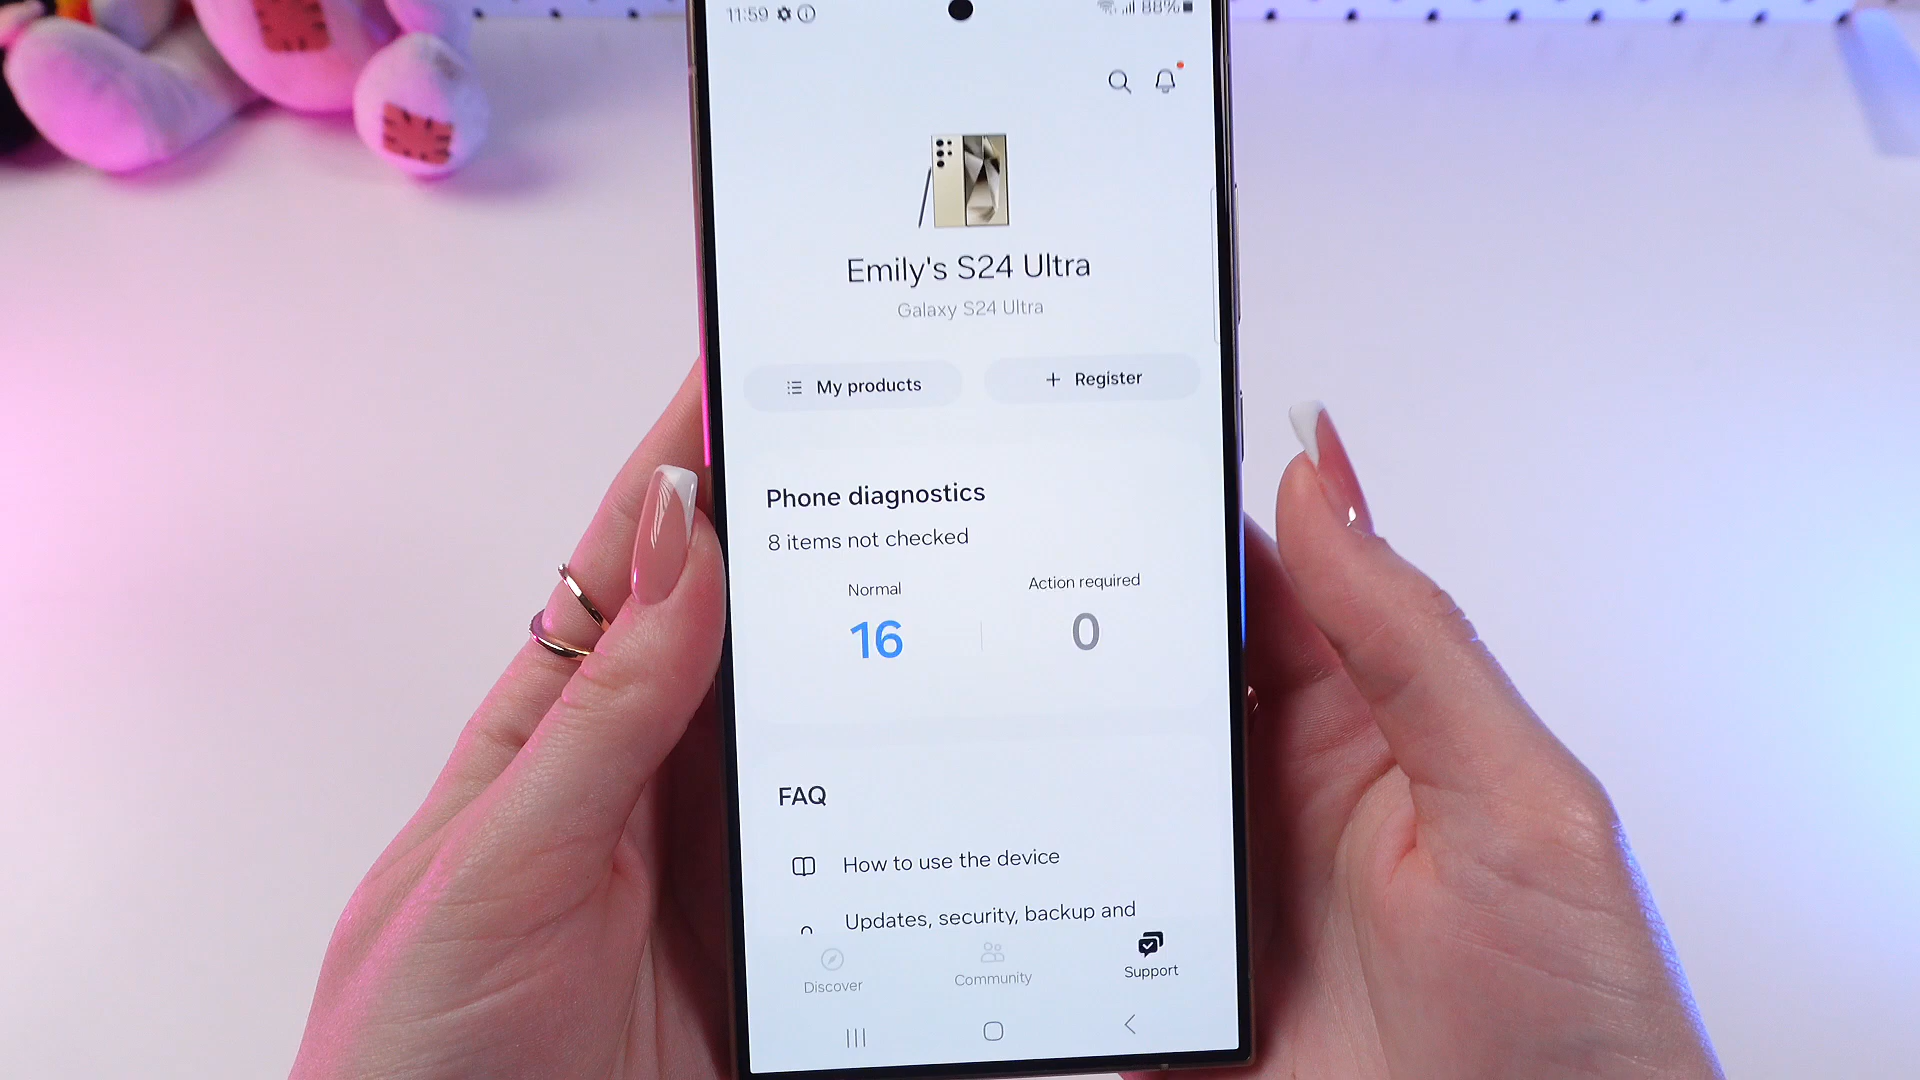 11:59
88%
Emily's S24 Ultra
Galaxy S24 Ultra
My products
+ Register
Phone diagnostics
8 items not checked
Normal
Action required
16
0
FAQ
How to use the device
Updates, security, backup and
Discover
Community
Support